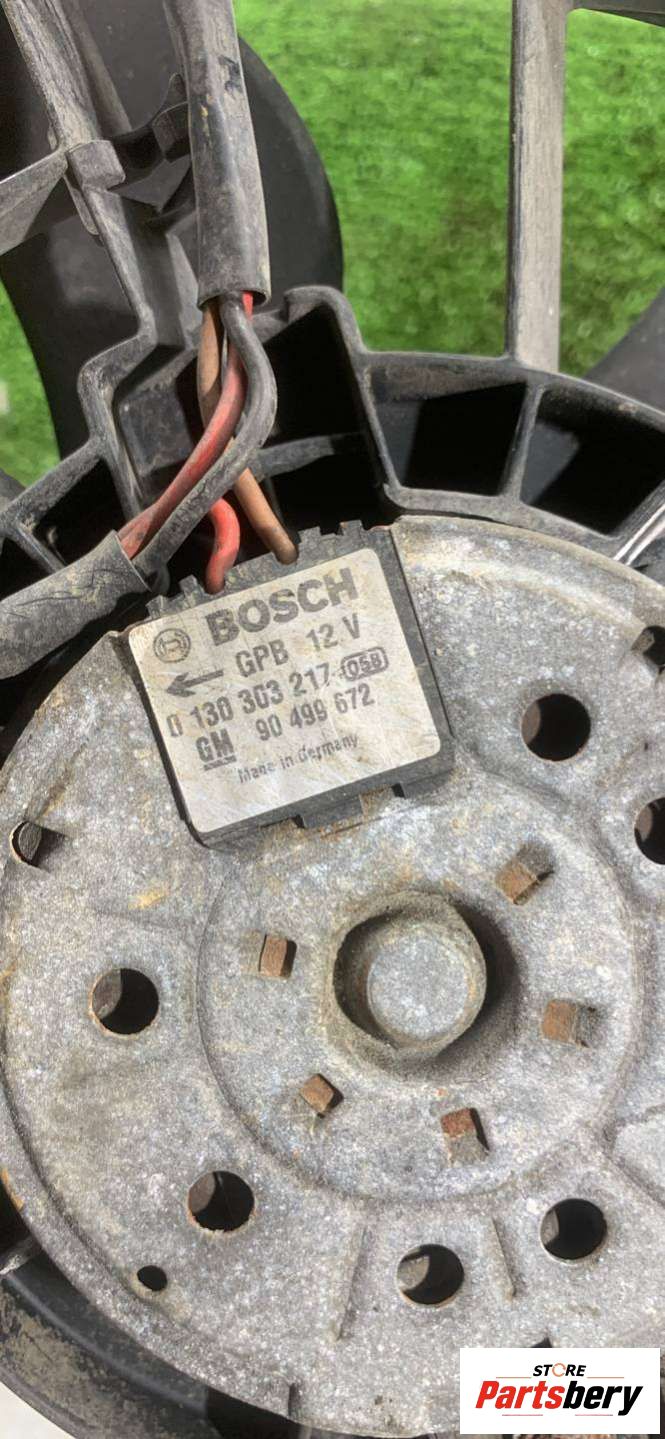 BOSCH
GPB 12 V
0 130 303 217 058
GM 90 499 672
Made in Germany
STORE
Partsbery